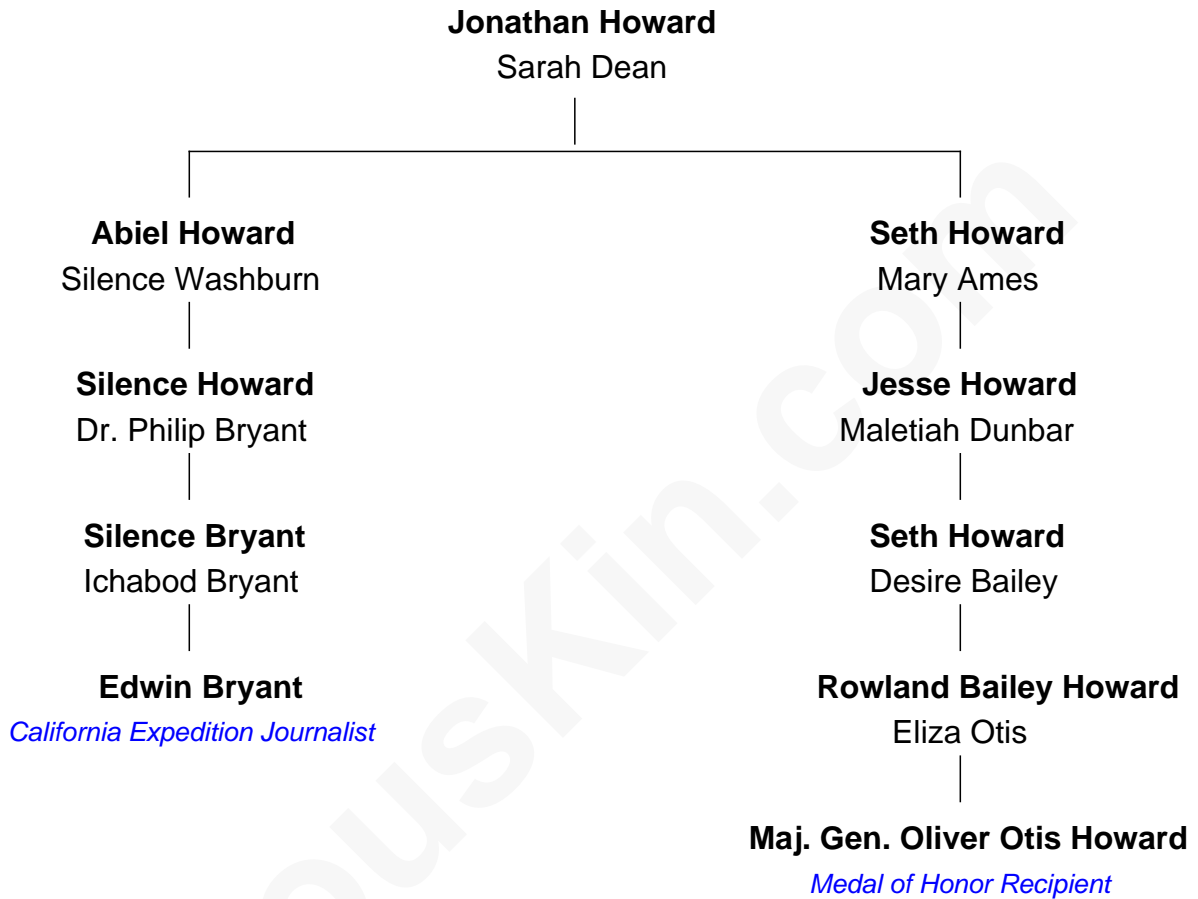 Jonathan Howard
Sarah Dean
Abiel Howard
Silence Washburn
Silence Howard
Dr. Philip Bryant
Silence Bryant
Ichabod Bryant
Edwin Bryant
California Expedition Journalist
Seth Howard
Mary Ames
Jesse Howard
Maletiah Dunbar
Seth Howard
Desire Bailey
Rowland Bailey Howard
Eliza Otis
Maj. Gen. Oliver Otis Howard
Medal of Honor Recipient
ousKin.com